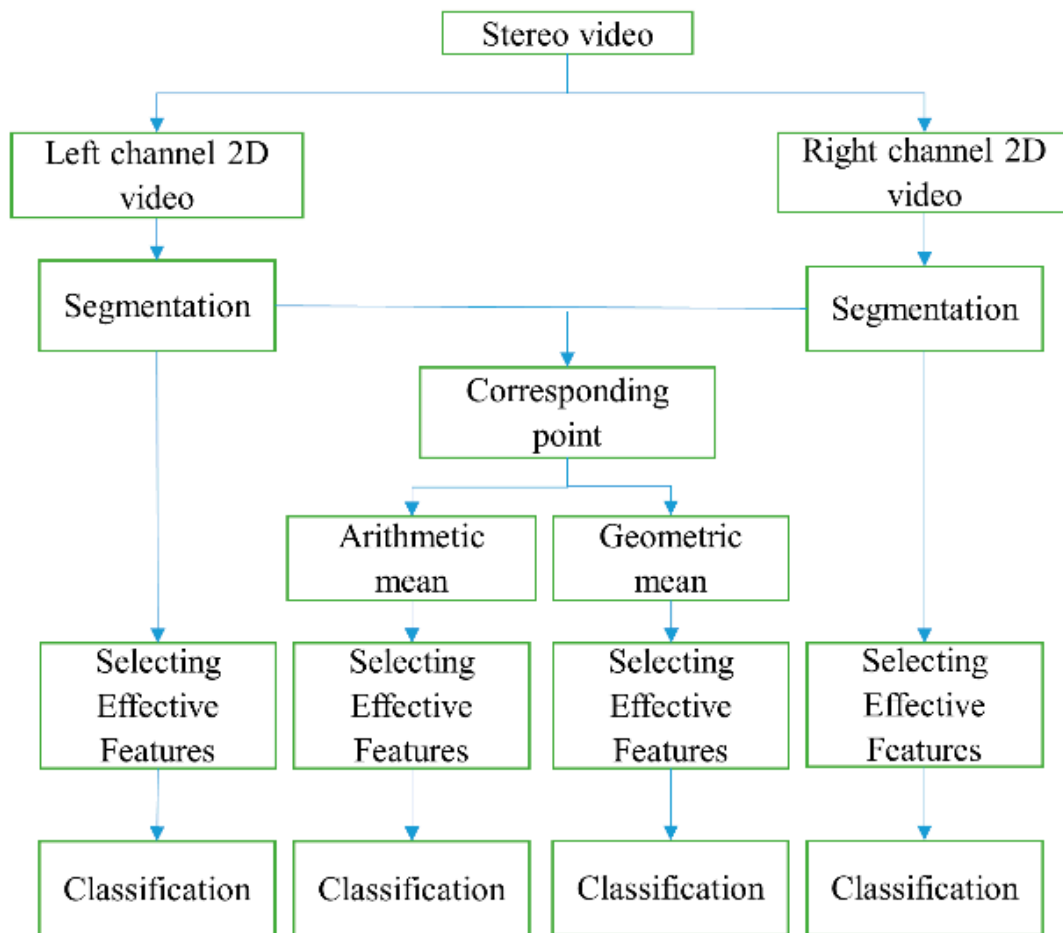 Stereo video
Left channel 2D
video
Right channel 2D
video
Segmentation
Segmentation
Corresponding
point
Arithmetic
mean
Geometric
mean
Selecting
Effective
Features
Selecting
Effective
Features
Selecting
Effective
Features
Selecting
Effective
Features
Classification
Classification
Classification
Classification